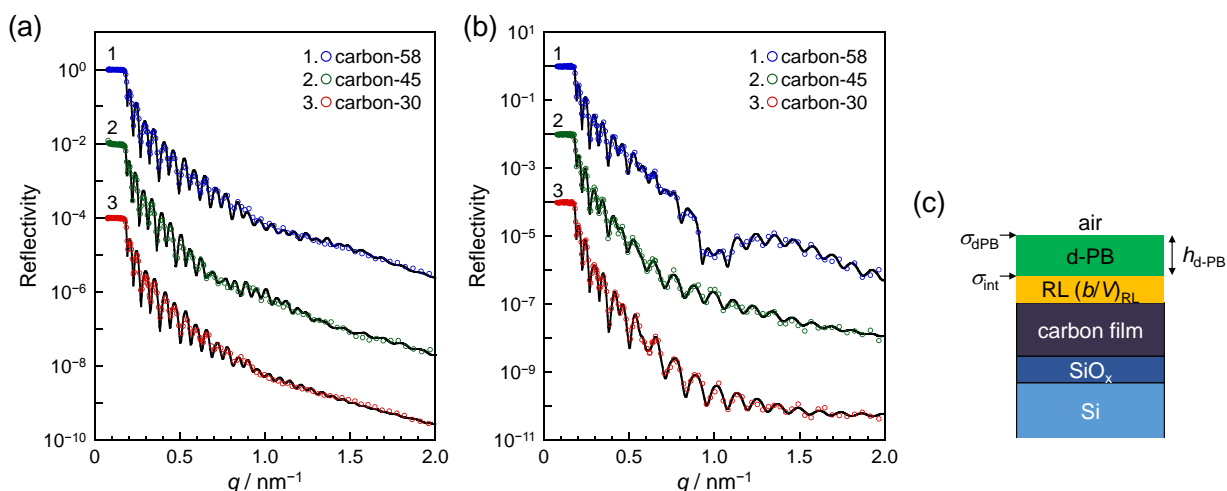 (a)
Reflectivity
10⁰
10⁻²
10⁻⁴
10⁻⁶
10⁻⁸
10⁻¹⁰
1
2
3
1. carbon-58
2. carbon-45
3. carbon-30
0
0.5
1.0
1.5
2.0
q / nm⁻¹
(b)
Reflectivity
10¹
10⁻¹
10⁻³
10⁻⁵
10⁻⁷
10⁻⁹
10⁻¹¹
1
2
3
1. carbon-58
2. carbon-45
3. carbon-30
0
0.5
1.0
1.5
2.0
q / nm⁻¹
(c)
air
σdPB
d-PB
hd-PB
σint
RL (b/V)RL
carbon film
SiOx
Si